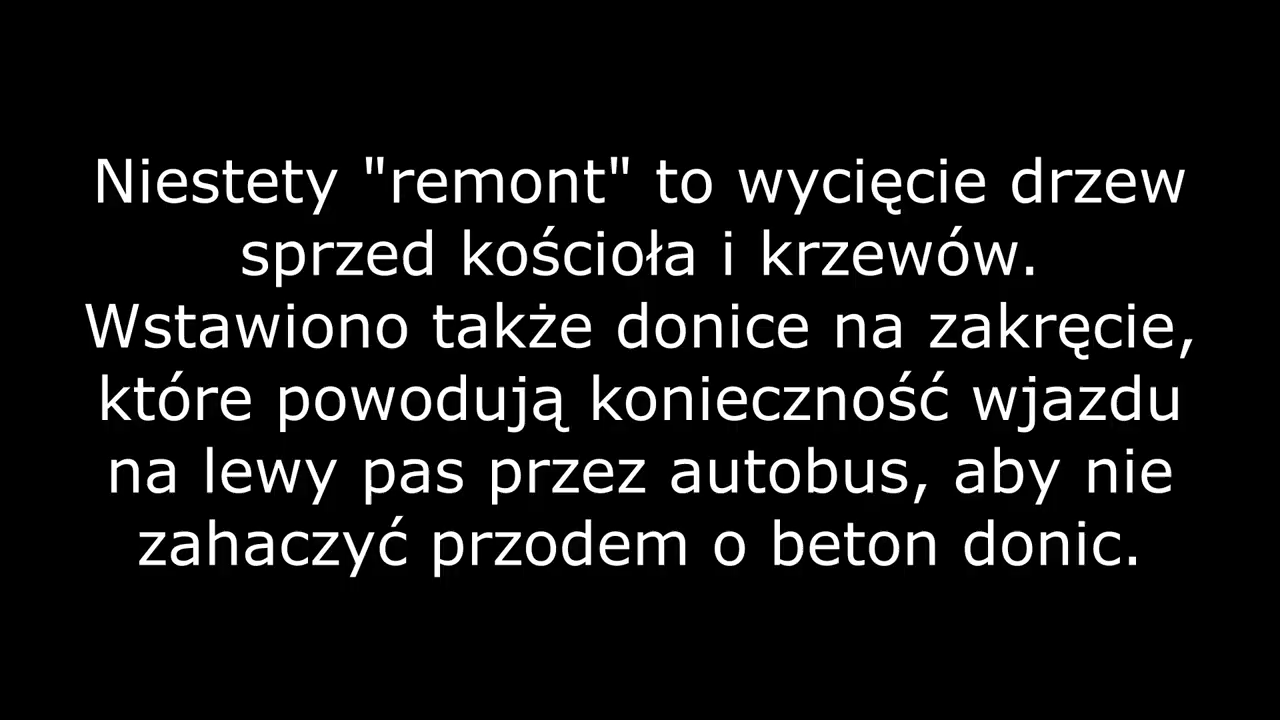 Niestety "remont" to wycięcie drzew
sprzed kościoła i krzewów.
Wstawiono także donice na zakręcie,
które powodują konieczność wjazdu
na lewy pas przez autobus, aby nie
zahaczyć przodem o beton donic.